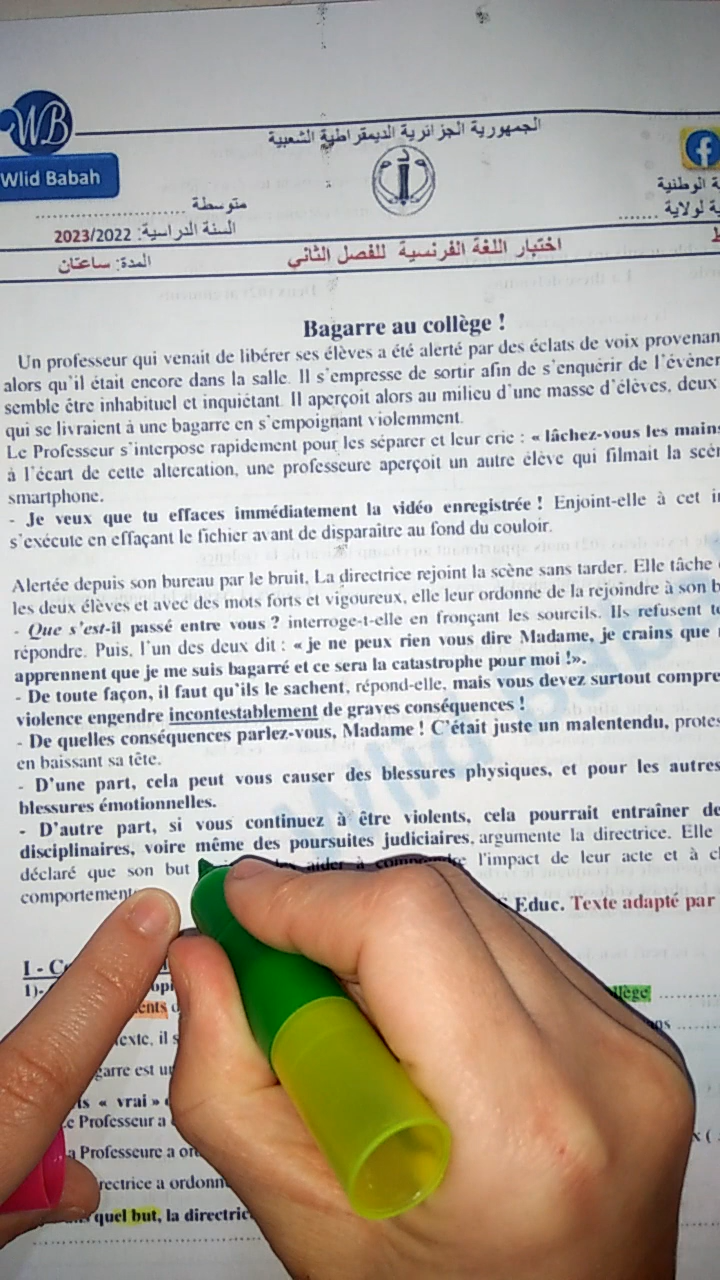 WB
Wlid Babah
الجمهورية الجزائرية الديمقراطية الشعبية
f
متوسطة ........................
ة الوطنية
ة لولاية .......
السنة الدراسية: 2023/2022
اختبار اللغة الفرنسية للفصل الثاني
المدة: ساعتان
Bagarre au collège !
Un professeur qui venait de libérer ses élèves a été alerté par des éclats de voix provenan
alors qu'il était encore dans la salle. Il s'empresse de sortir afin de s'enquérir de l'événer
semble être inhabituel et inquiétant. Il aperçoit alors au milieu d'une masse d'élèves, deux
qui se livraient à une bagarre en s'empoignant violemment.
Le Professeur s'interpose rapidement pour les séparer et leur crie : « lâchez-vous les mains
à l'écart de cette altercation, une professeure aperçoit un autre élève qui filmait la scèn
smartphone.
- Je veux que tu effaces immédiatement la vidéo enregistrée ! Enjoint-elle à cet i
s'exécute en effaçant le fichier avant de disparaître au fond du couloir.
Alertée depuis son bureau par le bruit, La directrice rejoint la scène sans tarder. Elle tâche
les deux élèves et avec des mots forts et vigoureux, elle leur ordonne de la rejoindre à son b
- Que s'est-il passé entre vous ? interroge-t-elle en fronçant les sourcils. Ils refusent
répondre. Puis, l'un des deux dit : « je ne peux rien vous dire Madame, je crains que
apprennent que je me suis bagarré et ce sera la catastrophe pour moi !».
- De toute façon, il faut qu'ils le sachent, répond-elle, mais vous devez surtout compre
violence engendre incontestablement de graves conséquences !
- De quelles conséquences parlez-vous, Madame ! C'était juste un malentendu, protes
en baissant sa tête.
- D'une part, cela peut vous causer des blessures physiques, et pour les autres
blessures émotionnelles.
- D'autre part, si vous continuez à être violents, cela pourrait entraîner de
disciplinaires, voire même des poursuites judiciaires, argumente la directrice. Elle
déclaré que son but aider à comprendre l'impact de leur acte et à cl
comportement
Educ. Texte adapté par
I - C
1)- opi llège ............
ents ons ......
texte, il s
garre est un
ts « vrai »
e Professeur a x (
a Professeure a or
rectrice a ordonn
quel but, la directric